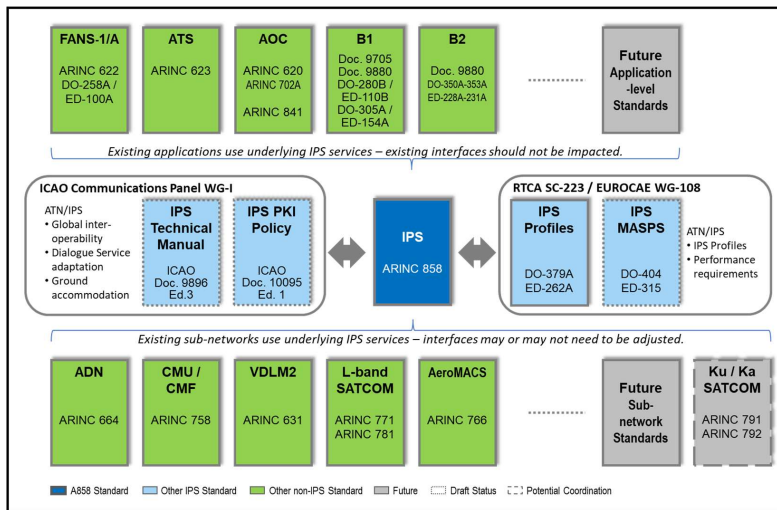 FANS-1/A
ARINC 622
DO-258A /
ED-100A
ATS
ARINC 623
AOC
ARINC 620
ARINC 702A
ARINC 841
B1
Doc. 9705
Doc. 9880
DO-280B /
ED-110B
DO-305A /
ED-154A
B2
Doc. 9880
DO-350A-353A
ED-228A-231A
Future
Application
-level
Standards
Existing applications use underlying IPS services – existing interfaces should not be impacted.
ICAO Communications Panel WG-I
ATN/IPS
• Global inter-
operability
• Dialogue Service
adaptation
• Ground
accommodation
IPS
Technical
Manual
ICAO
Doc. 9896
Ed.3
IPS PKI
Policy
ICAO
Doc. 10095
Ed. 1
IPS
ARINC 858
RTCA SC-223 / EUROCAE WG-108
IPS
Profiles
DO-379A
ED-262A
IPS
MASPS
DO-404
ED-315
ATN/IPS
• IPS Profiles
• Performance
requirements
Existing sub-networks use underlying IPS services – interfaces may or may not need to be adjusted.
ADN
ARINC 664
CMU /
CMF
ARINC 758
VDLM2
ARINC 631
L-band
SATCOM
ARINC 771
ARINC 781
AeroMACS
ARINC 766
Future
Sub-
network
Standards
Ku / Ka
SATCOM
ARINC 791
ARINC 792
A858 Standard
Other IPS Standard
Other non-IPS Standard
Future
Draft Status
Potential Coordination